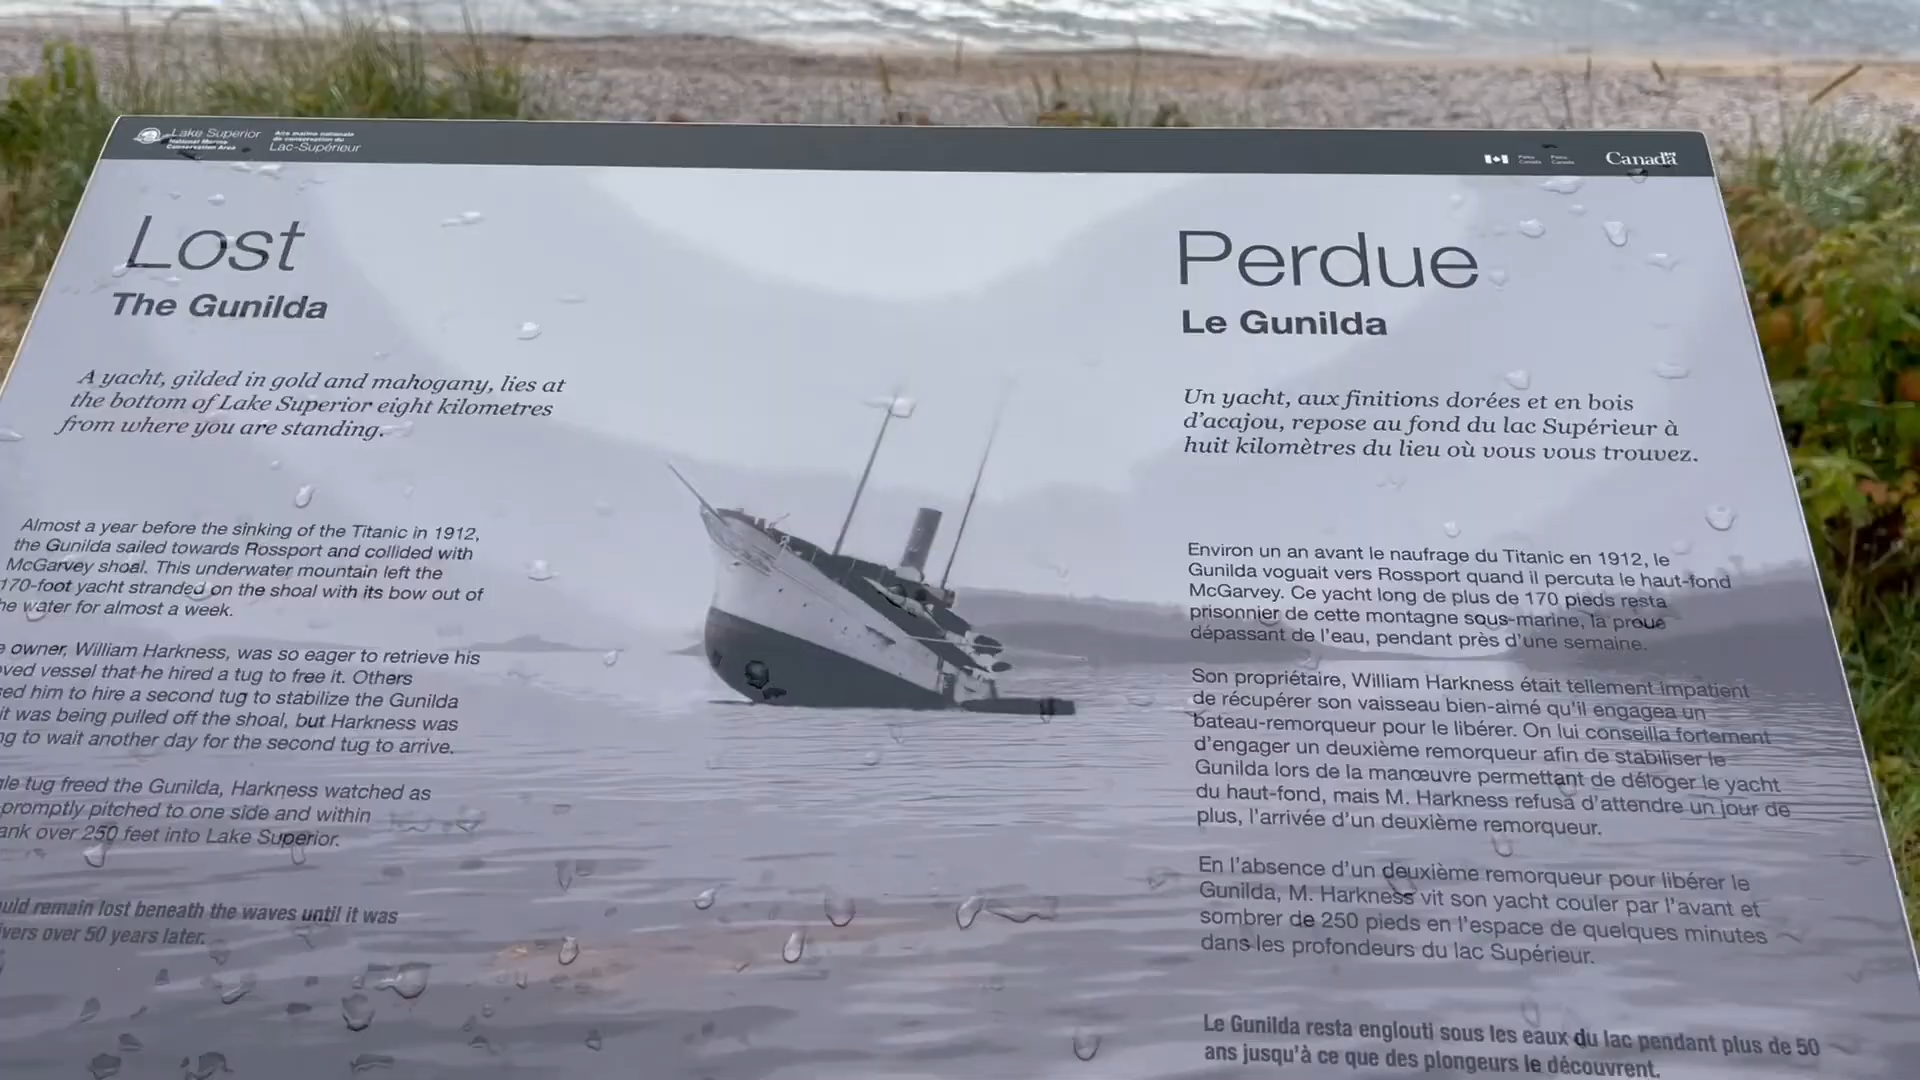 Lake Superior
National Marine
Conservation Area
Aire marine nationale
de conservation du
Lac-Supérieur
Parks
Canada
Parcs
Canada
Canada
Lost
The Gunilda
A yacht, gilded in gold and mahogany, lies at
the bottom of Lake Superior eight kilometres
from where you are standing.
Almost a year before the sinking of the Titanic in 1912,
the Gunilda sailed towards Rossport and collided with
McGarvey shoal. This underwater mountain left the
170-foot yacht stranded on the shoal with its bow out of
he water for almost a week.
e owner, William Harkness, was so eager to retrieve his
oved vessel that he hired a tug to free it. Others
sed him to hire a second tug to stabilize the Gunilda
it was being pulled off the shoal, but Harkness was
ng to wait another day for the second tug to arrive.
gle tug freed the Gunilda, Harkness watched as
promptly pitched to one side and within
ank over 250 feet into Lake Superior.
uld remain lost beneath the waves until it was
ivers over 50 years later.
Perdue
Le Gunilda
Un yacht, aux finitions dorées et en bois
d'acajou, repose au fond du lac Supérieur à
huit kilomètres du lieu où vous vous trouvez.
Environ un an avant le naufrage du Titanic en 1912, le
Gunilda voguait vers Rossport quand il percuta le haut-fond
McGarvey. Ce yacht long de plus de 170 pieds resta
prisonnier de cette montagne sous-marine, la proue
dépassant de l'eau, pendant près d'une semaine.
Son propriétaire, William Harkness était tellement impatient
de récupérer son vaisseau bien-aimé qu'il engagea un
bateau-remorqueur pour le libérer. On lui conseilla fortement
d'engager un deuxième remorqueur afin de stabiliser le
Gunilda lors de la manœuvre permettant de déloger le yacht
du haut-fond, mais M. Harkness refusa d'attendre un jour de
plus, l'arrivée d'un deuxième remorqueur.
En l'absence d'un deuxième remorqueur pour libérer le
Gunilda, M. Harkness vit son yacht couler par l'avant et
sombrer de 250 pieds en l'espace de quelques minutes
dans les profondeurs du lac Supérieur.
Le Gunilda resta englouti sous les eaux du lac pendant plus de 50
ans jusqu'à ce que des plongeurs le découvrent.